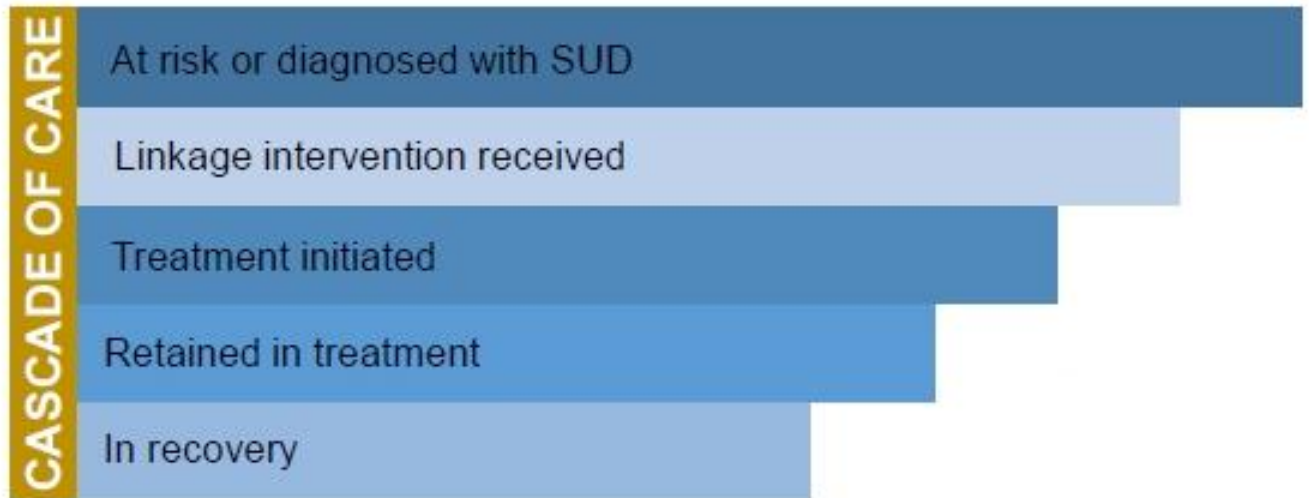 CASCADE OF CARE
At risk or diagnosed with SUD
Linkage intervention received
Treatment initiated
Retained in treatment
In recovery